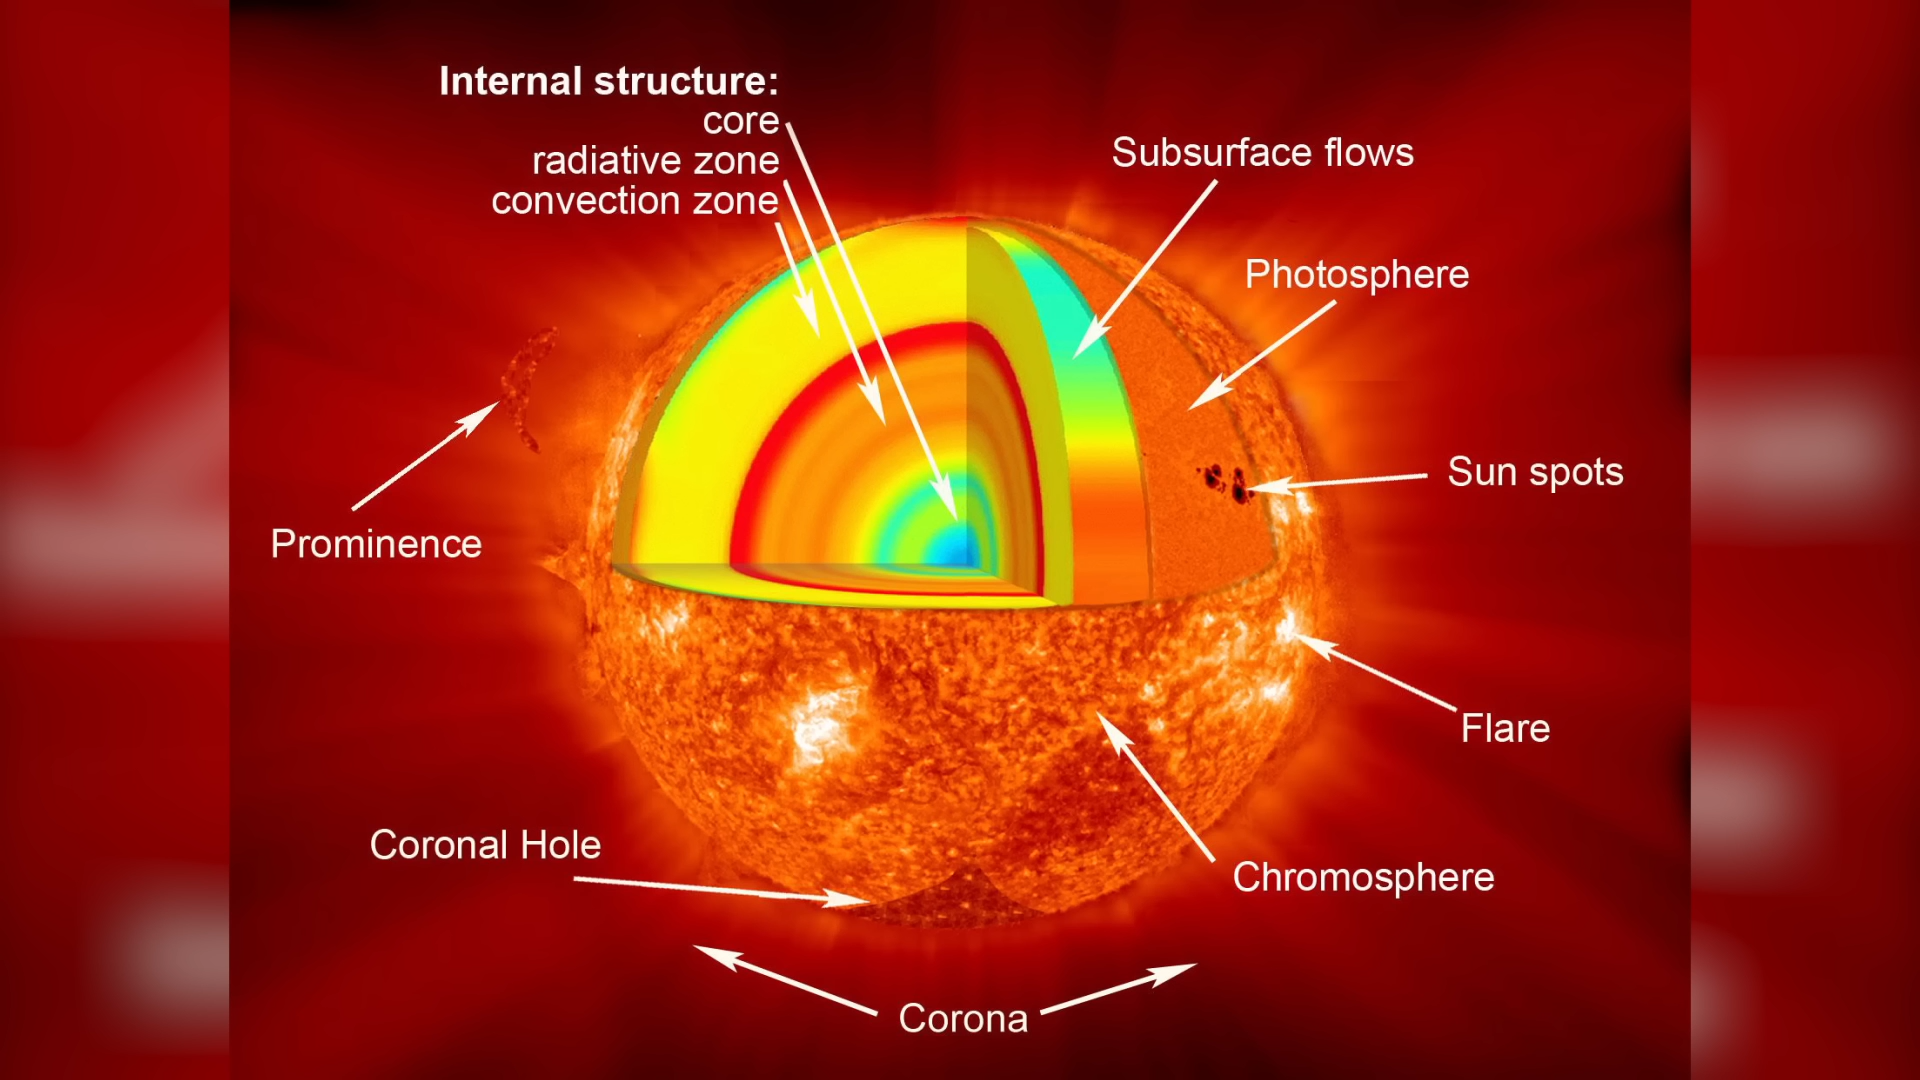 Internal structure:
core
radiative zone
convection zone
Subsurface flows
Photosphere
Sun spots
Prominence
Flare
Coronal Hole
Chromosphere
Corona